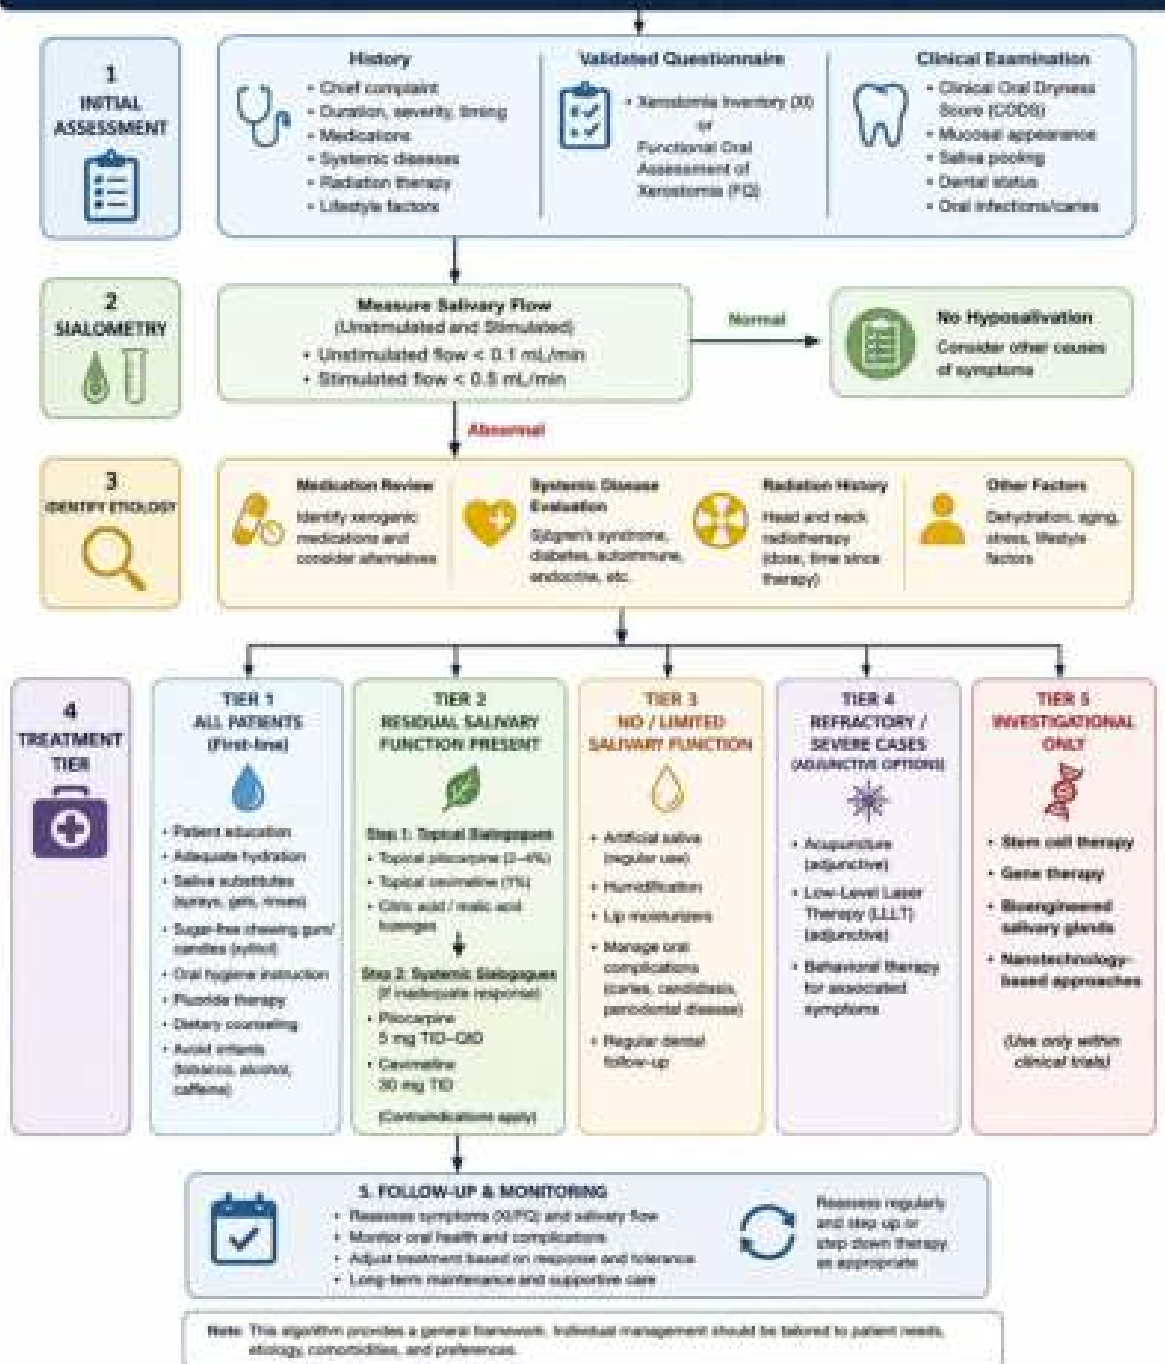 1
INITIAL
ASSESSMENT
History
• Chief complaint
• Duration, severity, timing
• Medications
• Systemic diseases
• Radiation therapy
• Lifestyle factors
Validated Questionnaire
• Xerostomia Inventory (XI)
or
Functional Oral
Assessment of
Xerostomia (FQ)
Clinical Examination
• Clinical Oral Dryness
Score (CODS)
• Mucosal appearance
• Saliva pooling
• Dental status
• Oral infections/caries
2
SIALOMETRY
Measure Salivary Flow
(Unstimulated and Stimulated)
• Unstimulated flow < 0.1 mL/min
• Stimulated flow < 0.5 mL/min
Normal
No Hyposalivation
Consider other causes
of symptoms
Abnormal
3
IDENTIFY ETIOLOGY
Medication Review
Identify xerogenic
medications and
consider alternatives
Systemic Disease
Evaluation
Sjögren's syndrome,
diabetes, autoimmune,
endocrine, etc.
Radiation History
Head and neck
radiotherapy
(dose, time since
therapy)
Other Factors
Dehydration, aging,
stress, lifestyle
factors
4
TREATMENT
TIER
TIER 1
ALL PATIENTS
(First-line)
• Patient education
• Adequate hydration
• Saliva substitutes
(sprays, gels, rinses)
• Sugar-free chewing gum/
candies (xylitol)
• Oral hygiene instruction
• Fluoride therapy
• Dietary counseling
• Avoid irritants
(tobacco, alcohol,
caffeine)
TIER 2
RESIDUAL SALIVARY
FUNCTION PRESENT
Step 1: Topical Sialogogues
• Topical pilocarpine (2–4%)
• Topical cevimeline (1%)
• Citric acid / malic acid
lozenges
Step 2: Systemic Sialogogues
(if inadequate response)
• Pilocarpine
5 mg TID–QID
• Cevimeline
30 mg TID
(Contraindications apply)
TIER 3
NO / LIMITED
SALIVARY FUNCTION
• Artificial saliva
(regular use)
• Humidification
• Lip moisturizers
• Manage oral
complications
(caries, candidiasis,
periodontal disease)
• Regular dental
follow-up
TIER 4
REFRACTORY /
SEVERE CASES
(ADJUNCTIVE OPTIONS)
• Acupuncture
(adjunctive)
• Low-Level Laser
Therapy (LLLT)
(adjunctive)
• Behavioral therapy
for associated
symptoms
TIER 5
INVESTIGATIONAL
ONLY
• Stem cell therapy
• Gene therapy
• Bioengineered
salivary glands
• Nanotechnology-
based approaches
(Use only within
clinical trials)
5. FOLLOW-UP & MONITORING
• Reassess symptoms (XI/FQ) and salivary flow
• Monitor oral health and complications
• Adjust treatment based on response and tolerance
• Long-term maintenance and supportive care
Reassess regularly
and step up or
step down therapy
as appropriate
Note: This algorithm provides a general framework. Individual management should be tailored to patient needs,
etiology, comorbidities, and preferences.